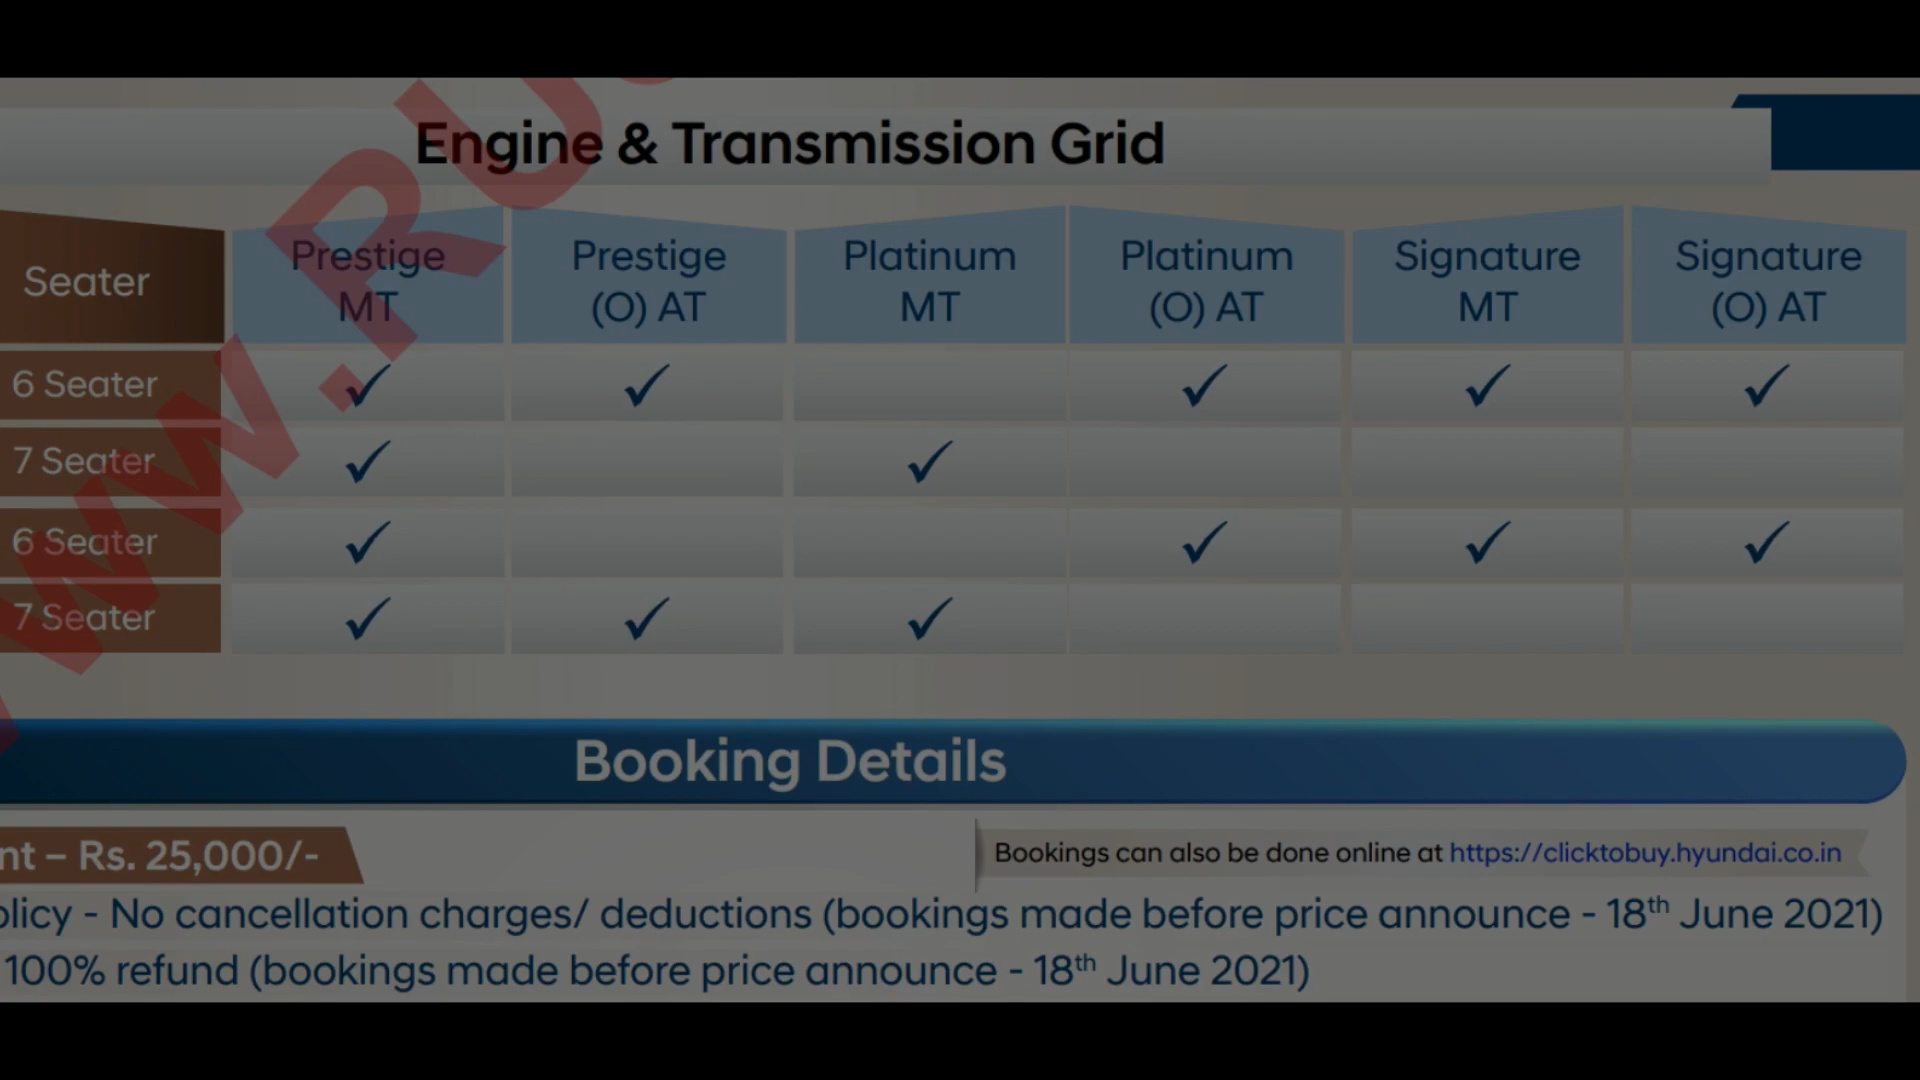 Engine & Transmission Grid
Seater Prestige MT Prestige (O) AT Platinum MT Platinum (O) AT Signature MT Signature (O) AT
6 Seater ✓ ✓ ✓ ✓ ✓
7 Seater ✓ ✓
6 Seater ✓ ✓ ✓ ✓
7 Seater ✓ ✓ ✓
Booking Details
nt – Rs. 25,000/-
Bookings can also be done online at https://clicktobuy.hyundai.co.in
olicy - No cancellation charges/ deductions (bookings made before price announce - 18th June 2021)
100% refund (bookings made before price announce - 18th June 2021)